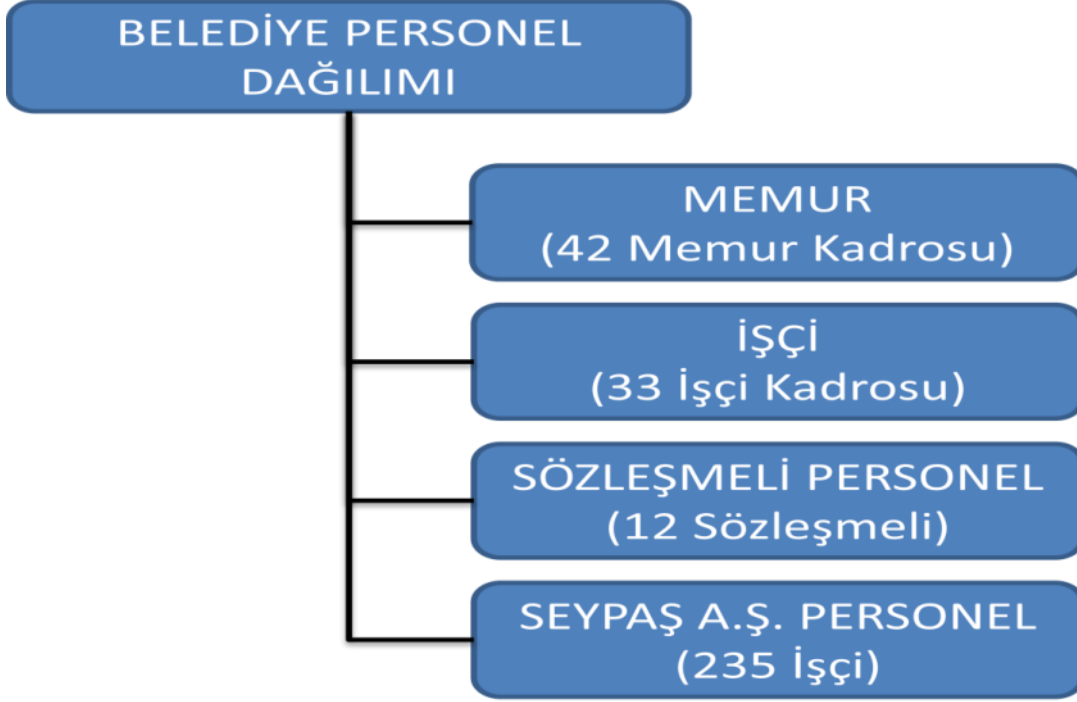 BELEDİYE PERSONEL
DAĞILIMI
MEMUR
(42 Memur Kadrosu)
İŞÇİ
(33 İşçi Kadrosu)
SÖZLEŞMELİ PERSONEL
(12 Sözleşmeli)
SEYPAŞ A.Ş. PERSONEL
(235 İşçi)